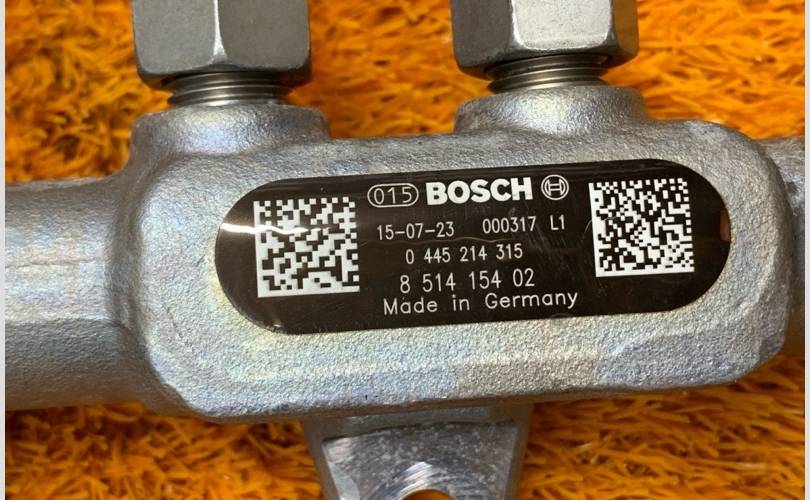 015 BOSCH
15-07-23 000317 L1
0 445 214 315
8 514 154 02
Made in Germany